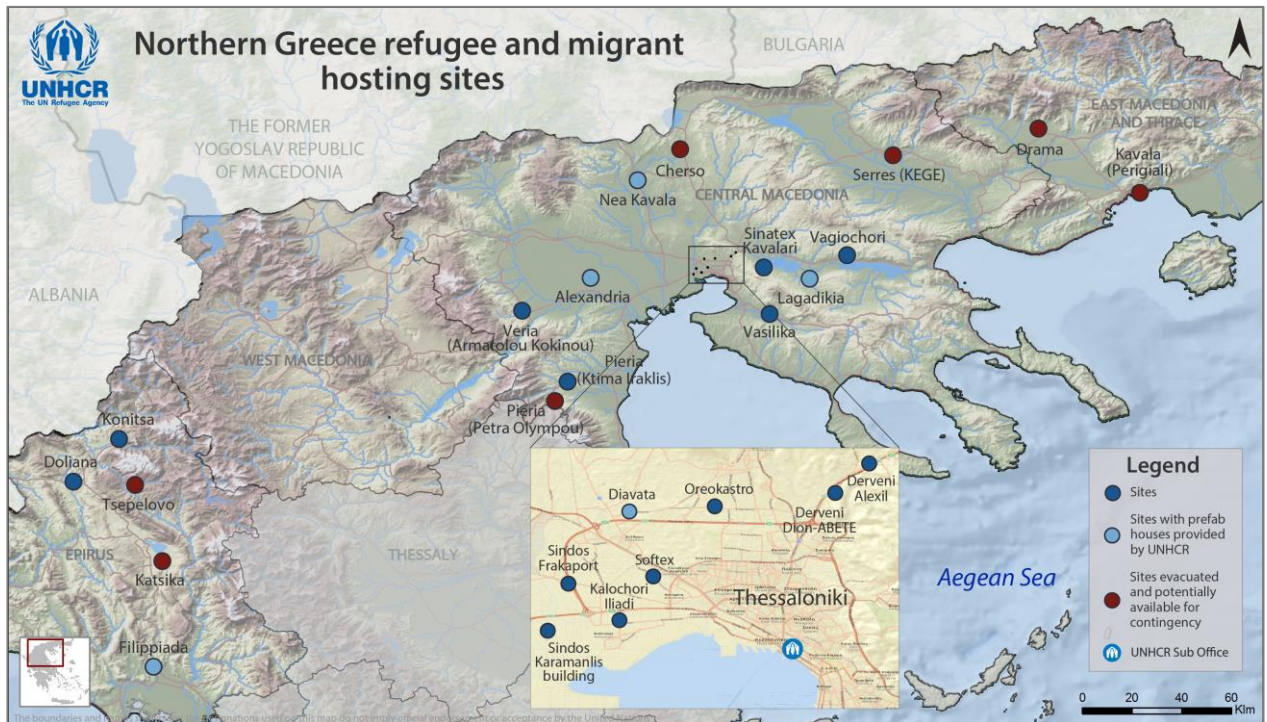 UNHCR
The UN Refugee Agency
Northern Greece refugee and migrant
hosting sites
BULGARIA
THE FORMER
YOGOSLAV REPUBLIC
OF MACEDONIA
EAST MACEDONIA
AND THRACE
Drama
Kavala
(Perigiali)
Cherso
Serres (KEGE)
Nea Kavala
CENTRAL MACEDONIA
Sinatex
Kavalari
Vagiochori
ALBANIA
Alexandria
Lagadikia
Veria
(Armatolou Kokinou)
Vasilika
WEST MACEDONIA
Pieria
(Ktima Iraklis)
Pieria
(Petra Olympou)
Konitsa
Doliana
Tsepelovo
EPIRUS
THESSALY
Katsika
Filippiada
Derveni
Alexil
Diavata
Oreokastro
Derveni
Dion-ABETE
Sindos
Frakaport
Softex
Kalochori
Iliadi
Thessaloniki
Sindos
Karamanlis
building
Aegean Sea
Legend
Sites
Sites with prefab
houses provided
by UNHCR
Sites evacuated
and potentially
available for
contingency
UNHCR Sub Office
0 20 40 60
Klm
The boundaries and